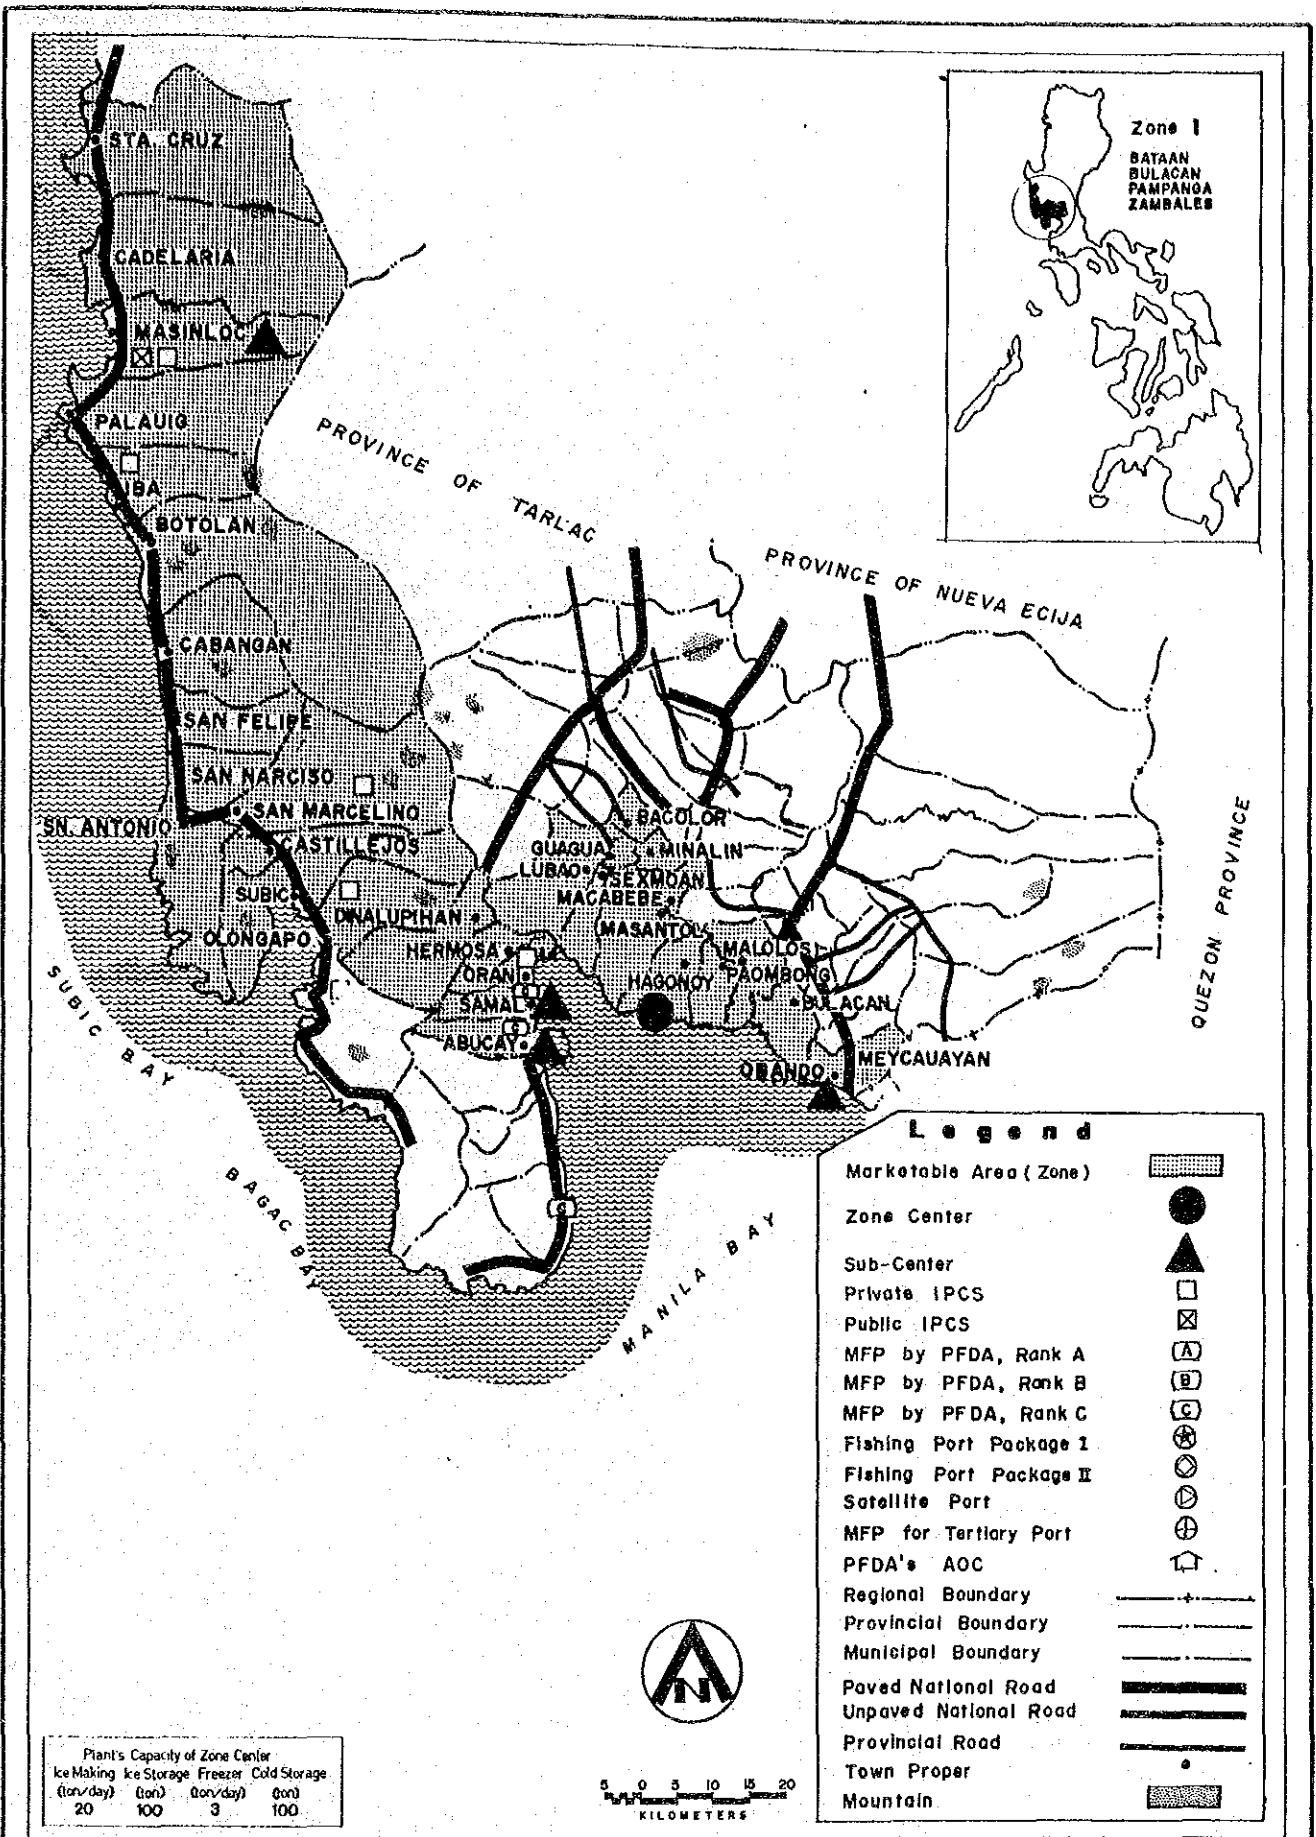 Zone 1
BATAAN
BULACAN
PAMPANGA
ZAMBALES
STA. CRUZ
CADELARIA
MASINLOC
PALAUIG
IBA
BOTOLAN
CABANGAN
SAN FELIPE
SAN NARCISO
SAN MARCELINO
SN. ANTONIO
CASTILLEJOS
SUBIC
OLONGAPO
DINALUPIHAN
HERMOSA
ORANI
SAMAL
C
ABUCAY
C
C
PROVINCE OF TARLAC
PROVINCE OF NUEVA ECIJA
QUEZON PROVINCE
BACOLOR
GUAGUA
MINALIN
LUBAO
SEXMOAN
MACABEBE
MASANTOL
MALOLOS
HAGONOY
PAOMBONG
BULACAN
OBANDO
MEYCAUAYAN
SUBIC BAY
BAGAC BAY
MANILA BAY
Legend
Marketable Area (Zone)
Zone Center
Sub-Center
Private IPCS
Public IPCS
MFP by PFDA, Rank A
A
MFP by PFDA, Rank B
B
MFP by PFDA, Rank C
C
Fishing Port Package I
Fishing Port Package II
Satellite Port
MFP for Tertiary Port
PFDA's AOC
Regional Boundary
Provincial Boundary
Municipal Boundary
Paved National Road
Unpaved National Road
Provincial Road
Town Proper
Mountain
N
5 0 5 10 15 20
KILOMETERS
Plant's Capacity of Zone Center
Ice Making Ice Storage Freezer Cold Storage
(ton/day) (ton) (ton/day) (ton)
20 100 3 100